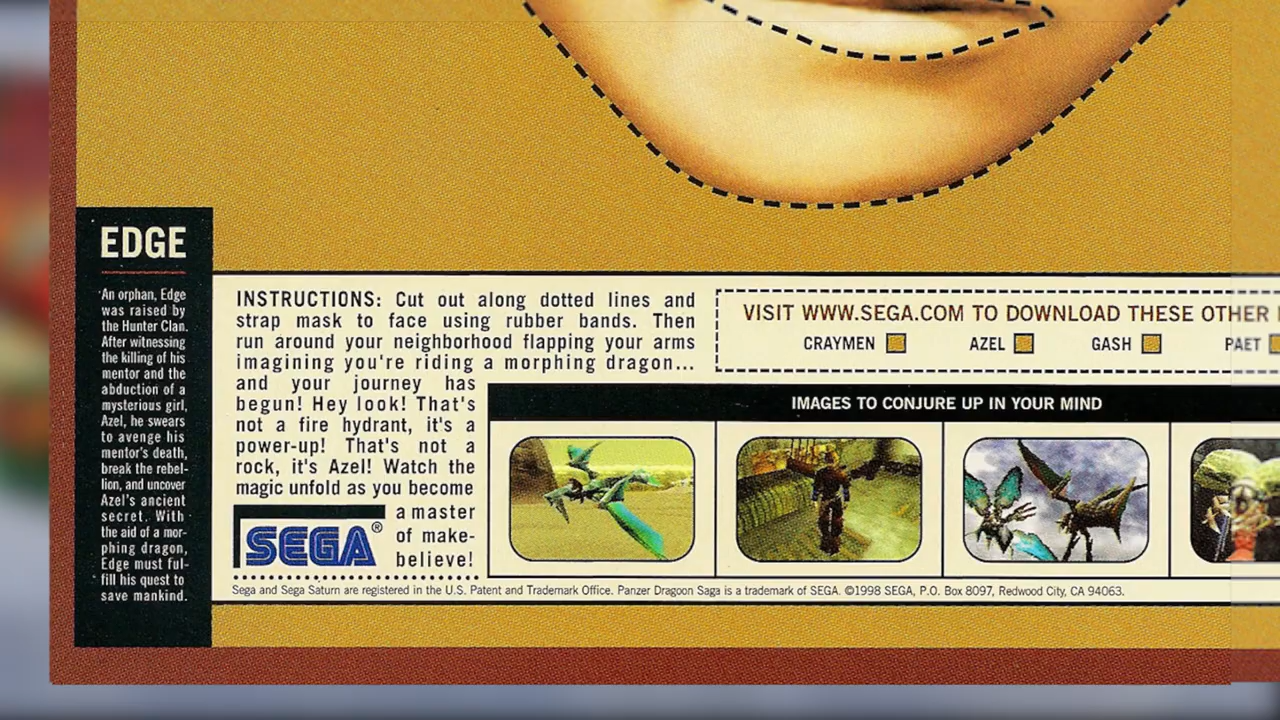 EDGE
An orphan, Edge
was raised by
the Hunter Clan.
After witnessing
the killing of his
mentor and the
abduction of a
mysterious girl,
Azel, he swears
to avenge his
mentor's death,
break the rebel-
lion, and uncover
Azel's ancient
secret. With
the aid of a mor-
phing dragon,
Edge must ful-
fill his quest to
save mankind.
INSTRUCTIONS: Cut out along dotted lines and
strap mask to face using rubber bands. Then
run around your neighborhood flapping your arms
imagining you're riding a morphing dragon...
and your journey has
begun! Hey look! That's
not a fire hydrant, it's a
power-up! That's not a
rock, it's Azel! Watch the
magic unfold as you become
a master
of make-
believe!
SEGA®
VISIT WWW.SEGA.COM TO DOWNLOAD THESE OTHER
CRAYMEN AZEL GASH PAET
IMAGES TO CONJURE UP IN YOUR MIND
Sega and Sega Saturn are registered in the U.S. Patent and Trademark Office. Panzer Dragoon Saga is a trademark of SEGA. ©1998 SEGA, P.O. Box 8097, Redwood City, CA 94063.